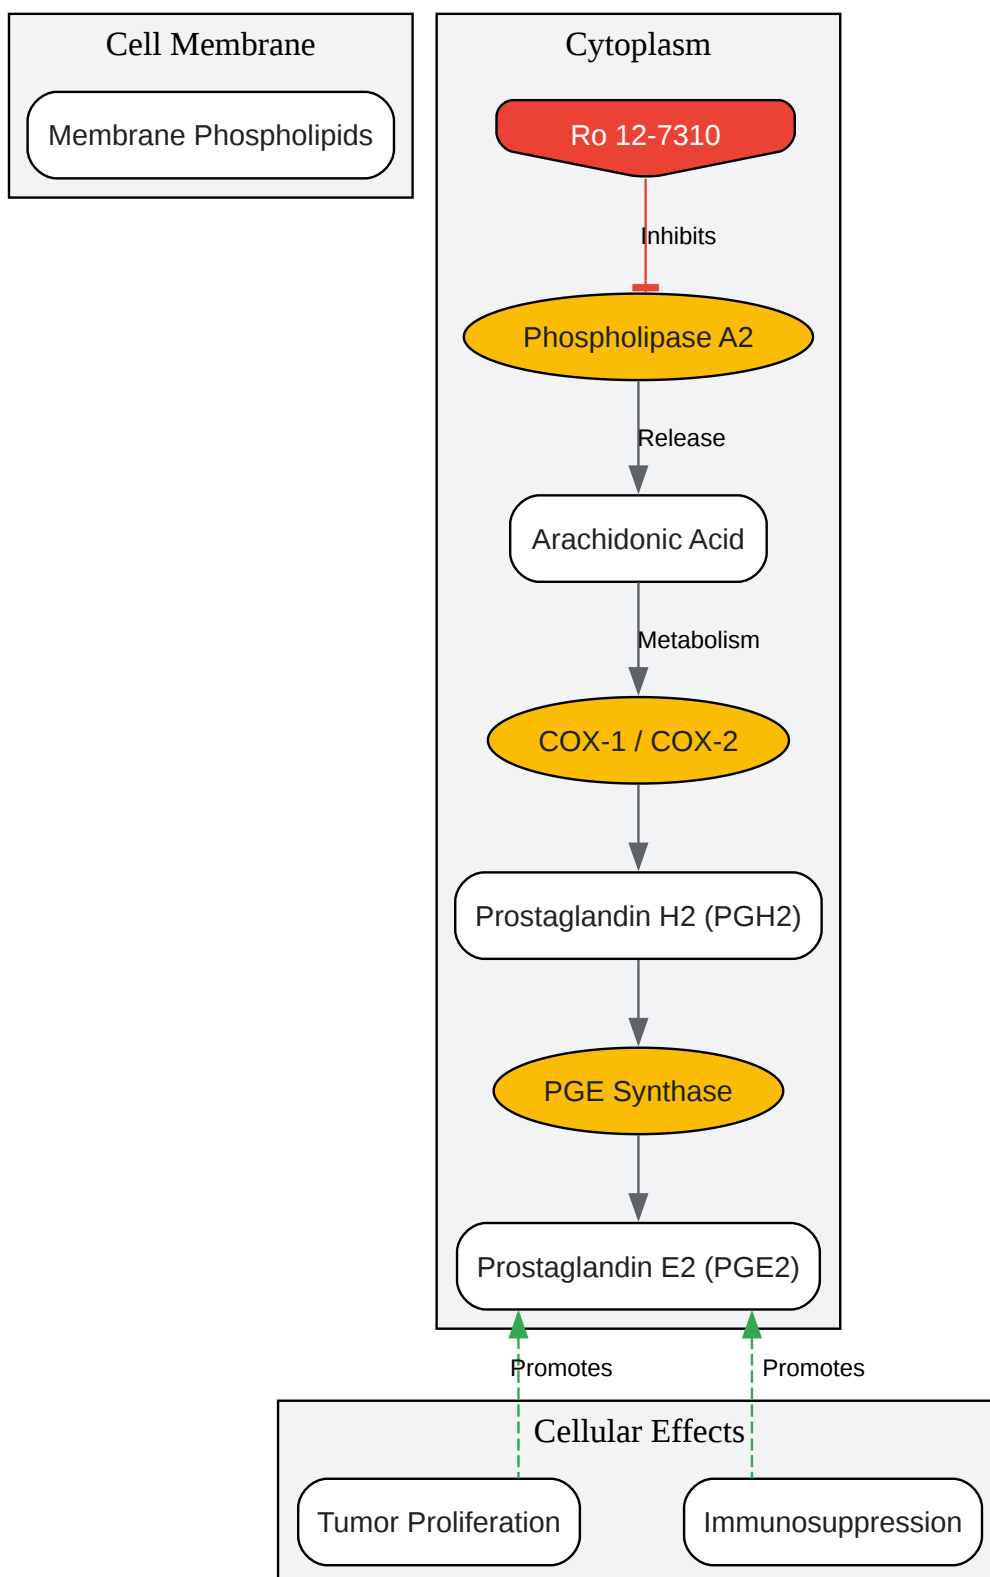 Cell Membrane
Membrane Phospholipids
Cytoplasm
Ro 12-7310
Inhibits
Phospholipase A2
Release
Arachidonic Acid
Metabolism
COX-1 / COX-2
Prostaglandin H2 (PGH2)
PGE Synthase
Prostaglandin E2 (PGE2)
Promotes
Promotes
Cellular Effects
Tumor Proliferation
Immunosuppression